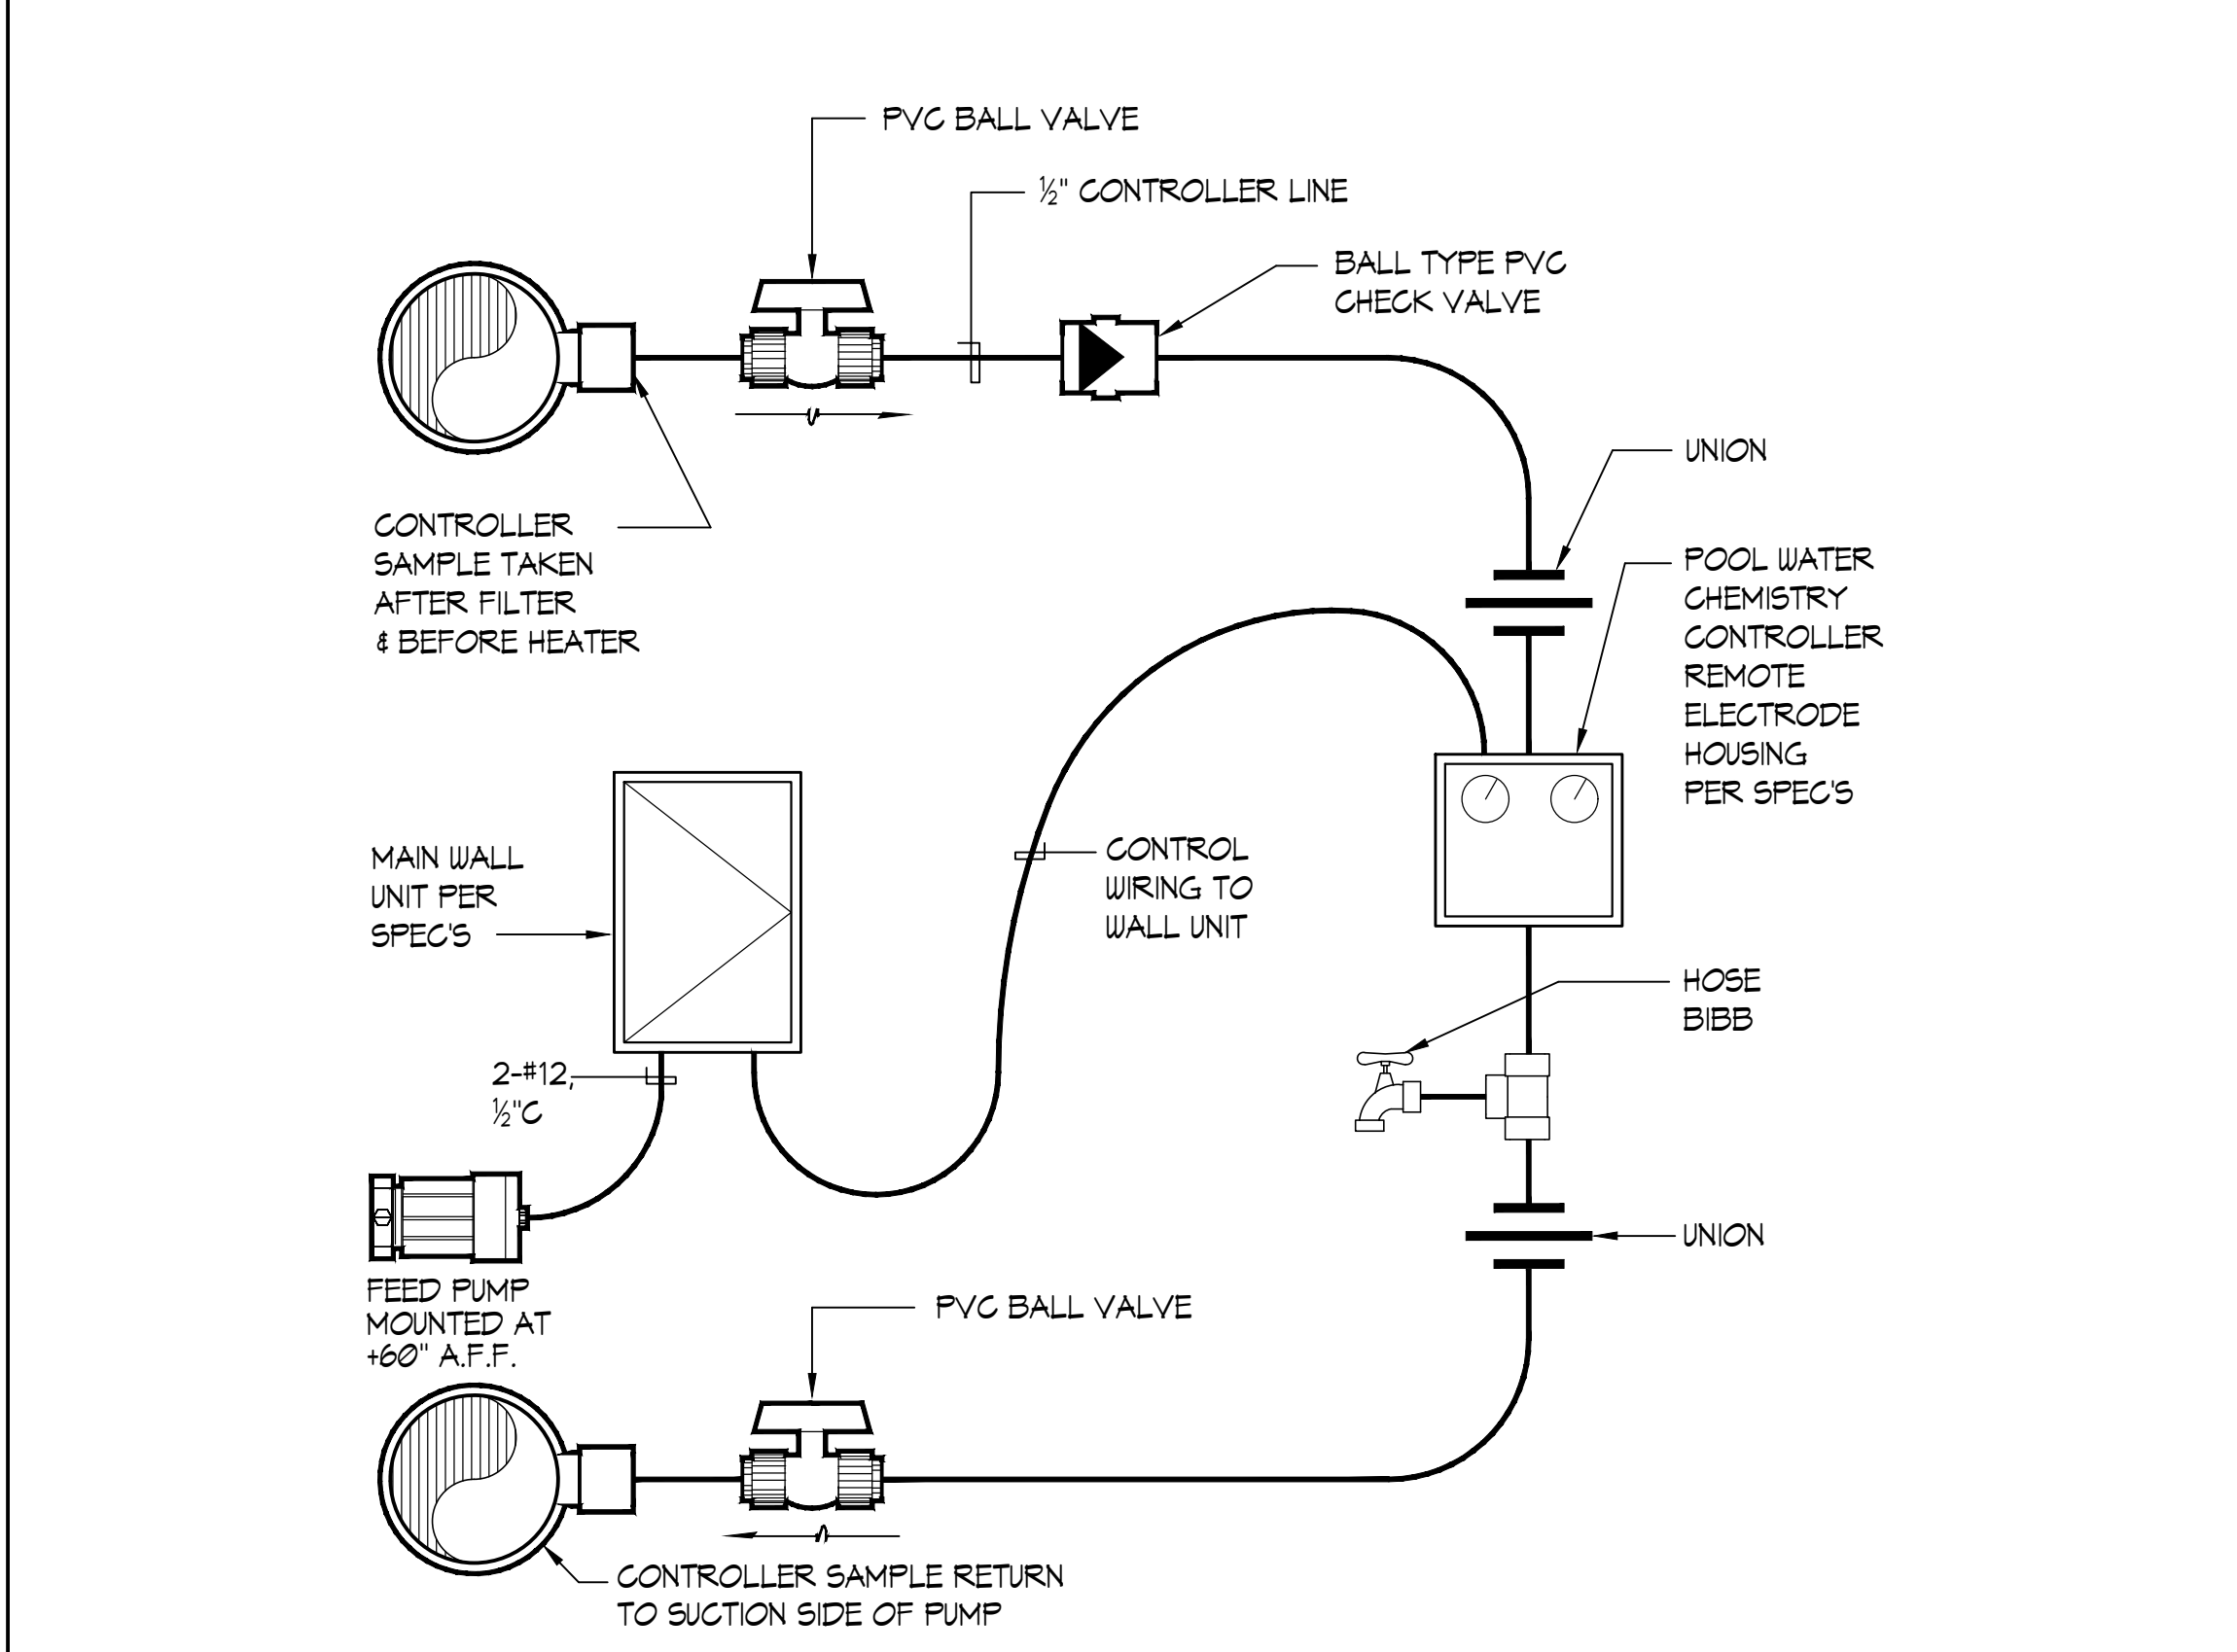 PVC BALL VALVE
½" CONTROLLER LINE
BALL TYPE PVC
CHECK VALVE
UNION
CONTROLLER
SAMPLE TAKEN
AFTER FILTER
& BEFORE HEATER
POOL WATER
CHEMISTRY
CONTROLLER
REMOTE
ELECTRODE
HOUSING
PER SPEC'S
MAIN WALL
UNIT PER
SPEC'S
CONTROL
WIRING TO
WALL UNIT
HOSE
BIBB
2-#12,
½"C
UNION
FEED PUMP
MOUNTED AT
+60" A.F.F.
PVC BALL VALVE
CONTROLLER SAMPLE RETURN
TO SUCTION SIDE OF PUMP